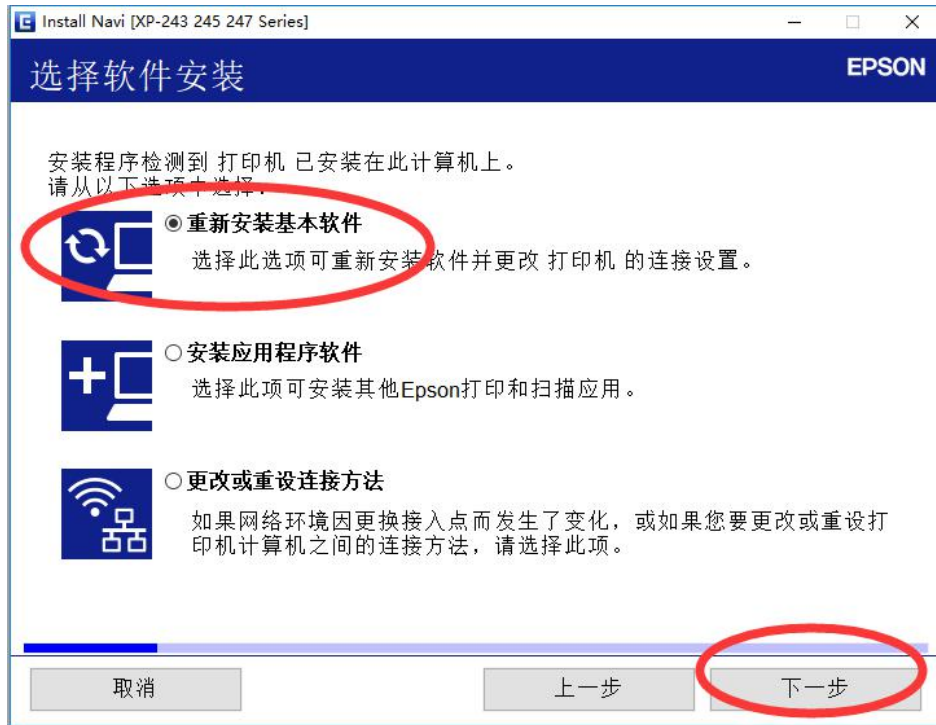 Install Navi [XP-243 245 247 Series]
选择软件安装
EPSON
安装程序检测到 打印机 已安装在此计算机上。
请从以下选项中选择：
重新安装基本软件
选择此选项可重新安装软件并更改 打印机 的连接设置。
安装应用程序软件
选择此项可安装其他Epson打印和扫描应用。
更改或重设连接方法
如果网络环境因更换接入点而发生了变化，或如果您要更改或重设打
印机计算机之间的连接方法，请选择此项。
取消
上一步
下一步